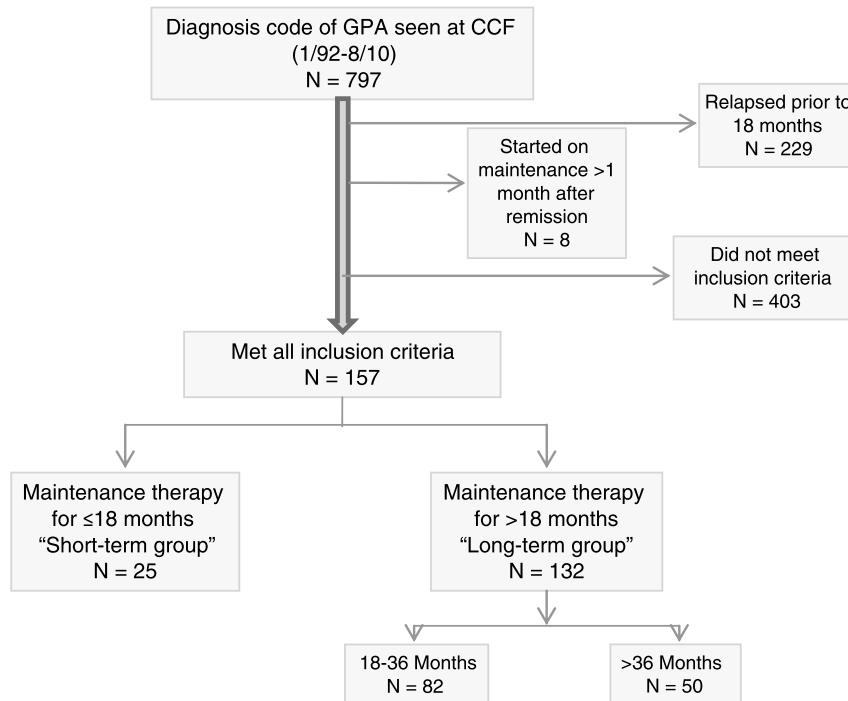 Diagnosis code of GPA seen at CCF
(1/92-8/10)
N = 797
Relapsed prior to
18 months
N = 229
Started on
maintenance >1
month after
remission
N = 8
Did not meet
inclusion criteria
N = 403
Met all inclusion criteria
N = 157
Maintenance therapy
for ≤18 months
“Short-term group”
N = 25
Maintenance therapy
for >18 months
“Long-term group”
N = 132
18-36 Months
N = 82
>36 Months
N = 50